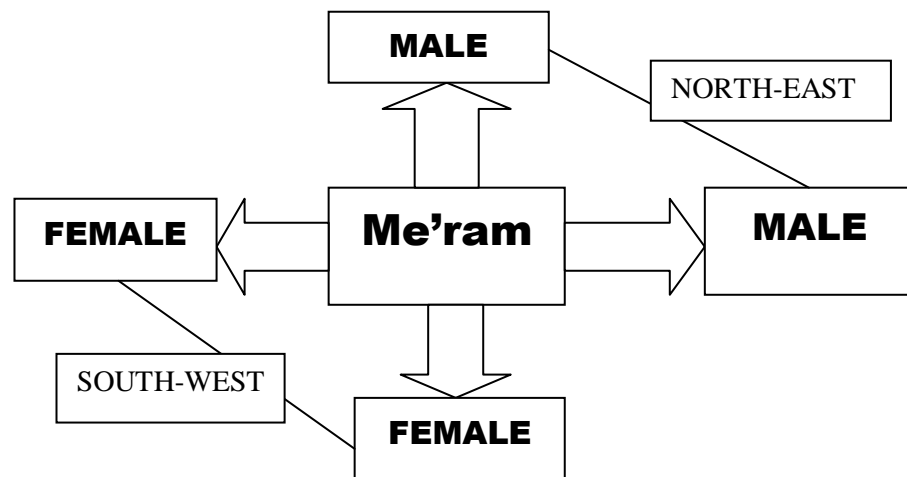 MALE
NORTH-EAST
FEMALE
Me’ram
MALE
SOUTH-WEST
FEMALE